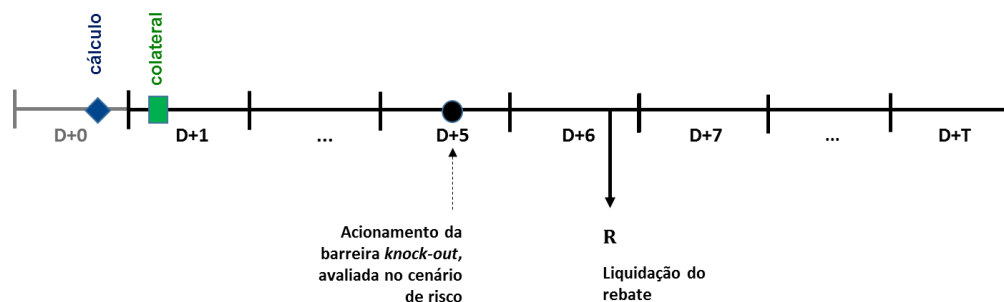 cálculo
colateral
D+0
D+1
...
D+5
D+6
D+7
...
D+T
Acionamento da
barreira knock-out,
avaliada no cenário
de risco
R
Liquidação do
rebate